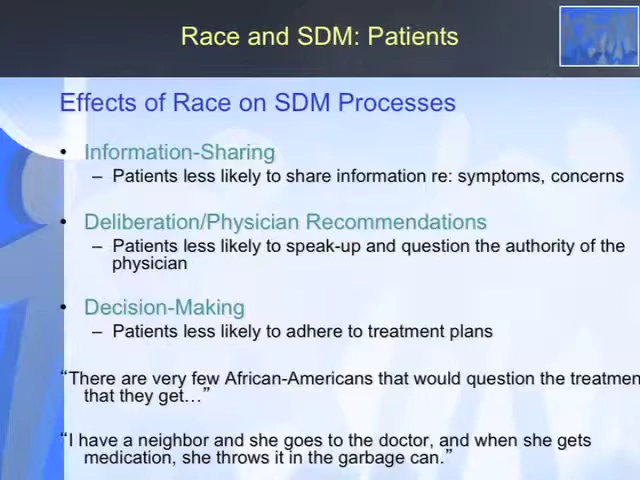 Race and SDM: Patients
Effects of Race on SDM Processes
• Information-Sharing
– Patients less likely to share information re: symptoms, concerns
• Deliberation/Physician Recommendations
– Patients less likely to speak-up and question the authority of the
physician
• Decision-Making
– Patients less likely to adhere to treatment plans
“There are very few African-Americans that would question the treatmen
that they get…”
“I have a neighbor and she goes to the doctor, and when she gets
medication, she throws it in the garbage can.”